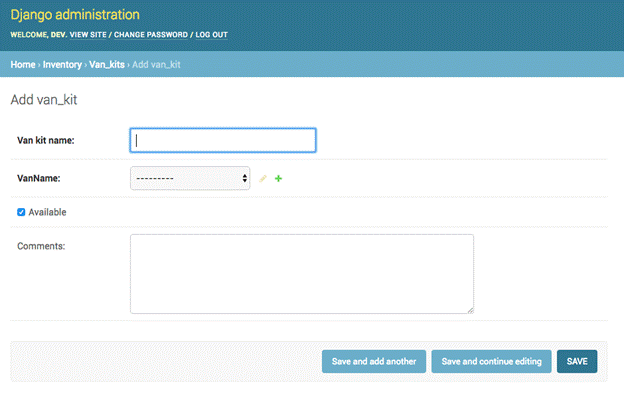 Django administration
WELCOME, DEV. VIEW SITE / CHANGE PASSWORD / LOG OUT
Home › Inventory › Van_kits › Add van_kit
Add van_kit
Van kit name:
VanName: ---------
Available
Comments:
Save and add another Save and continue editing SAVE